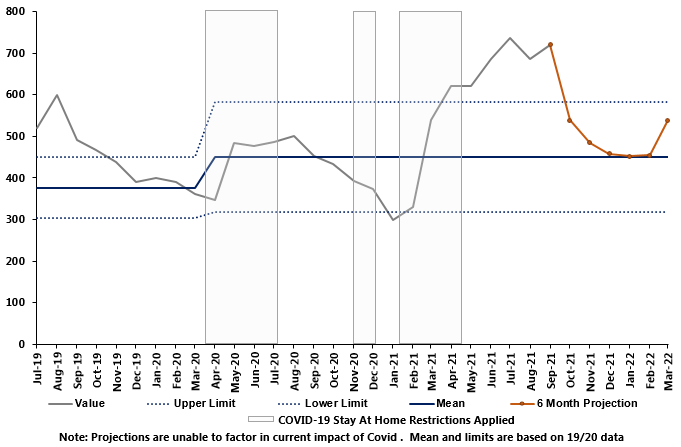 800
700
600
500
400
300
200
100
0
Jul-19
Aug-19
Sep-19
Oct-19
Nov-19
Dec-19
Jan-20
Feb-20
Mar-20
Apr-20
May-20
Jun-20
Jul-20
Aug-20
Sep-20
Oct-20
Nov-20
Dec-20
Jan-21
Feb-21
Mar-21
Apr-21
May-21
Jun-21
Jul-21
Aug-21
Sep-21
Oct-21
Nov-21
Dec-21
Jan-22
Feb-22
Mar-22
Value Upper Limit Lower Limit Mean 6 Month Projection
COVID-19 Stay At Home Restrictions Applied
Note: Projections are unable to factor in current impact of Covid . Mean and limits are based on 19/20 data